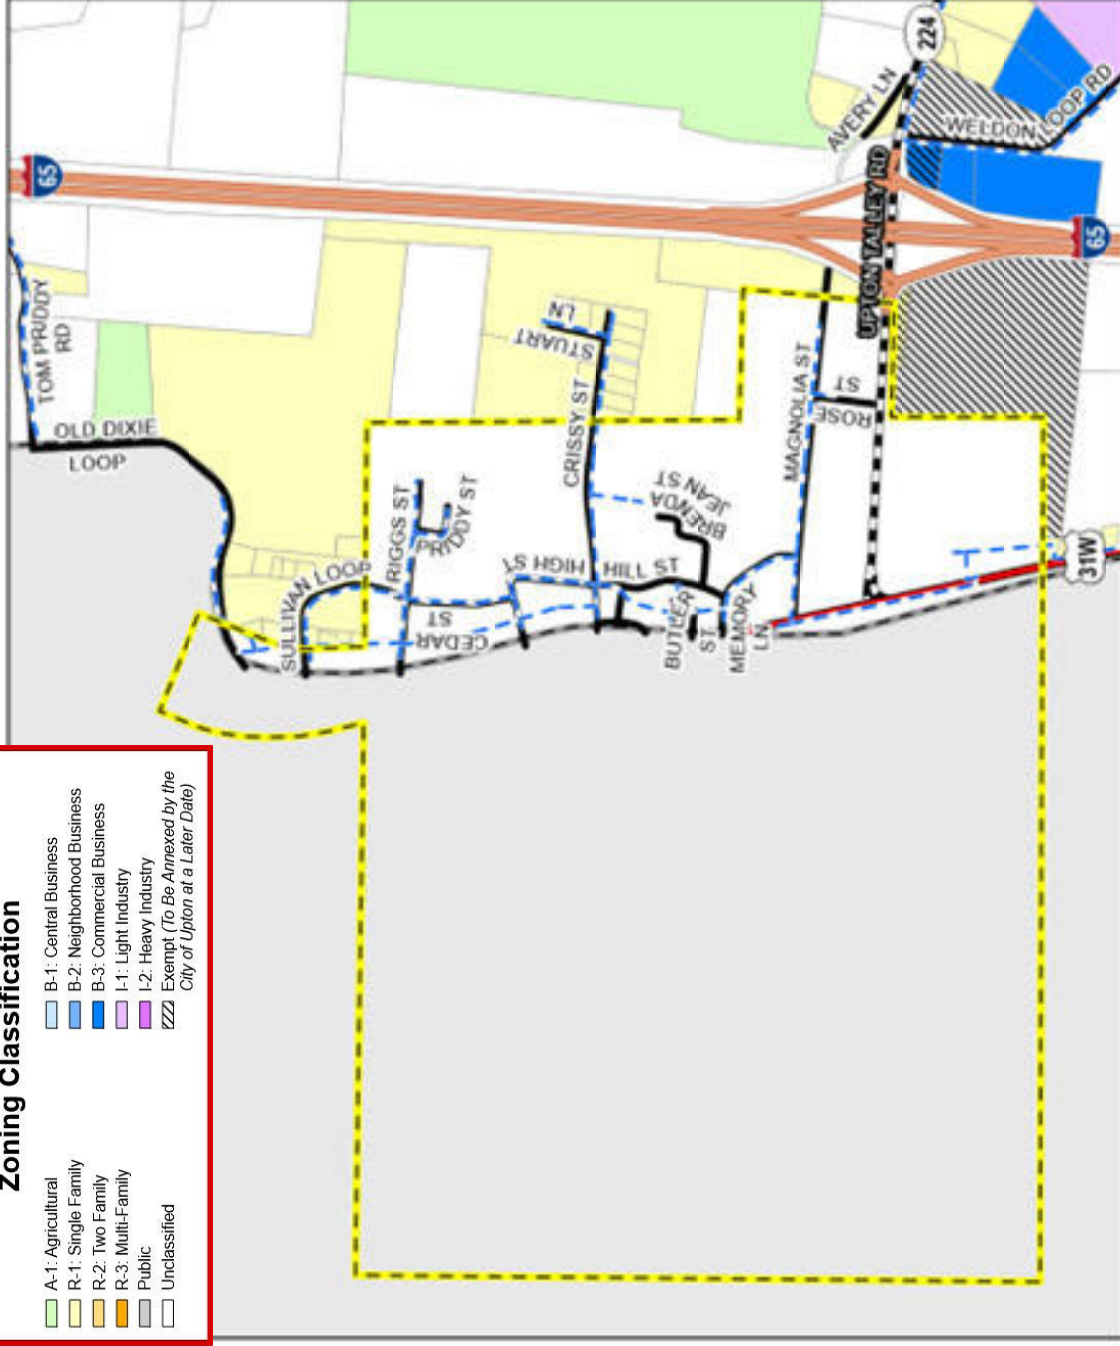 Zoning Classification
A-1: Agricultural
R-1: Single Family
R-2: Two Family
R-3: Multi-Family
Public
Unclassified
B-1: Central Business
B-2: Neighborhood Business
B-3: Commercial Business
I-1: Light Industry
I-2: Heavy Industry
Exempt (To Be Annexed by the
City of Upton at a Later Date)
65
TOM PRIDDY
RD
OLD DIXIE
LOOP
SULLIVAN LOOP
RIGGS ST
PRIDDY ST
CEDAR
ST
HIGH ST
STUART
LN
CRISSY ST
HILL ST
BRENDA
JEAN ST
BUTLER
ST
MEMORY
LN
MAGNOLIA ST
ROSE
ST
UPTON TALLEY RD
AVERY LN
224
WELDON LOOP RD
65
31W